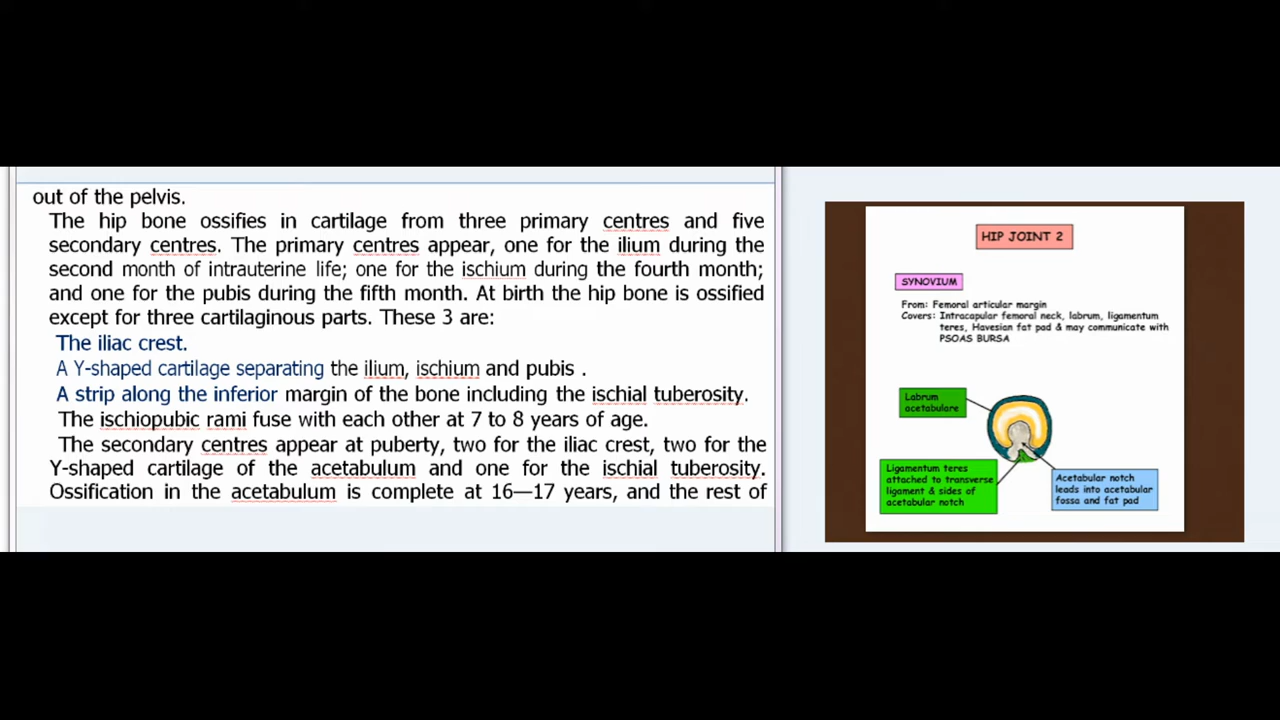 out of the pelvis.
The hip bone ossifies in cartilage from three primary centres and five
secondary centres. The primary centres appear, one for the ilium during the
second month of intrauterine life; one for the ischium during the fourth month;
and one for the pubis during the fifth month. At birth the hip bone is ossified
except for three cartilaginous parts. These 3 are:
The iliac crest.
A Y-shaped cartilage separating the ilium, ischium and pubis .
A strip along the inferior margin of the bone including the ischial tuberosity.
The ischiopubic rami fuse with each other at 7 to 8 years of age.
The secondary centres appear at puberty, two for the iliac crest, two for the
Y-shaped cartilage of the acetabulum and one for the ischial tuberosity.
Ossification in the acetabulum is complete at 16—17 years, and the rest of
HIP JOINT 2
SYNOVIUM
From: Femoral articular margin
Covers: Intracapular femoral neck, labrum, ligamentum
teres, Havesian fat pad & may communicate with
PSOAS BURSA
Labrum
acetabulare
Ligamentum teres
attached to transverse
ligament & sides of
acetabular notch
Acetabular notch
leads into acetabular
fossa and fat pad